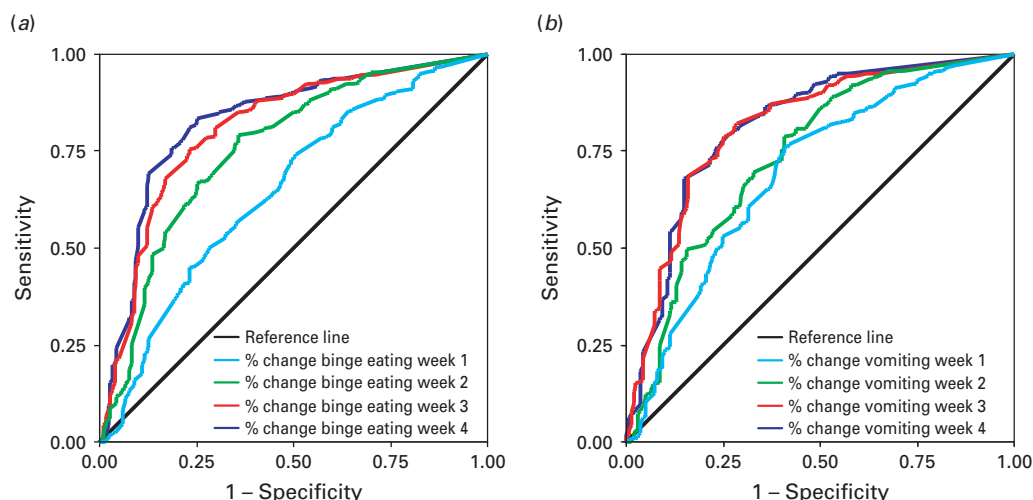 (a)
1.00
0.75
0.50
0.25
0.00
Sensitivity
Reference line
% change binge eating week 1
% change binge eating week 2
% change binge eating week 3
% change binge eating week 4
0.00 0.25 0.50 0.75 1.00
1 – Specificity
(b)
1.00
0.75
0.50
0.25
0.00
Sensitivity
Reference line
% change vomiting week 1
% change vomiting week 2
% change vomiting week 3
% change vomiting week 4
0.00 0.25 0.50 0.75 1.00
1 – Specificity